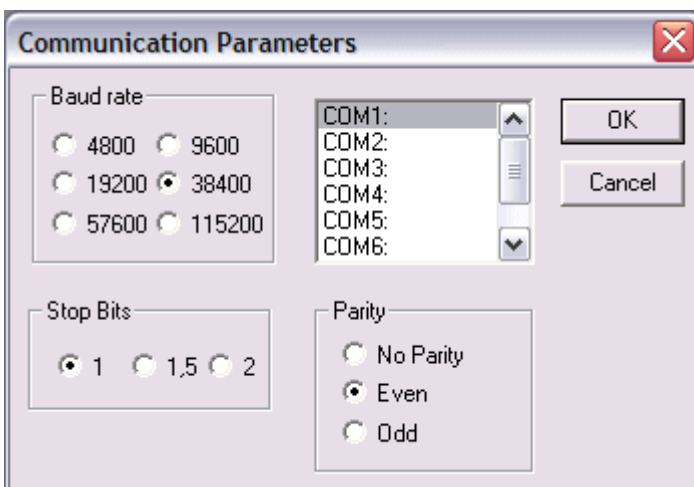 Communication Parameters
Baud rate
4800 9600
19200 38400
57600 115200
COM1:
COM2:
COM3:
COM4:
COM5:
COM6:
OK
Cancel
Stop Bits
1 1,5 2
Parity
No Parity
Even
Odd